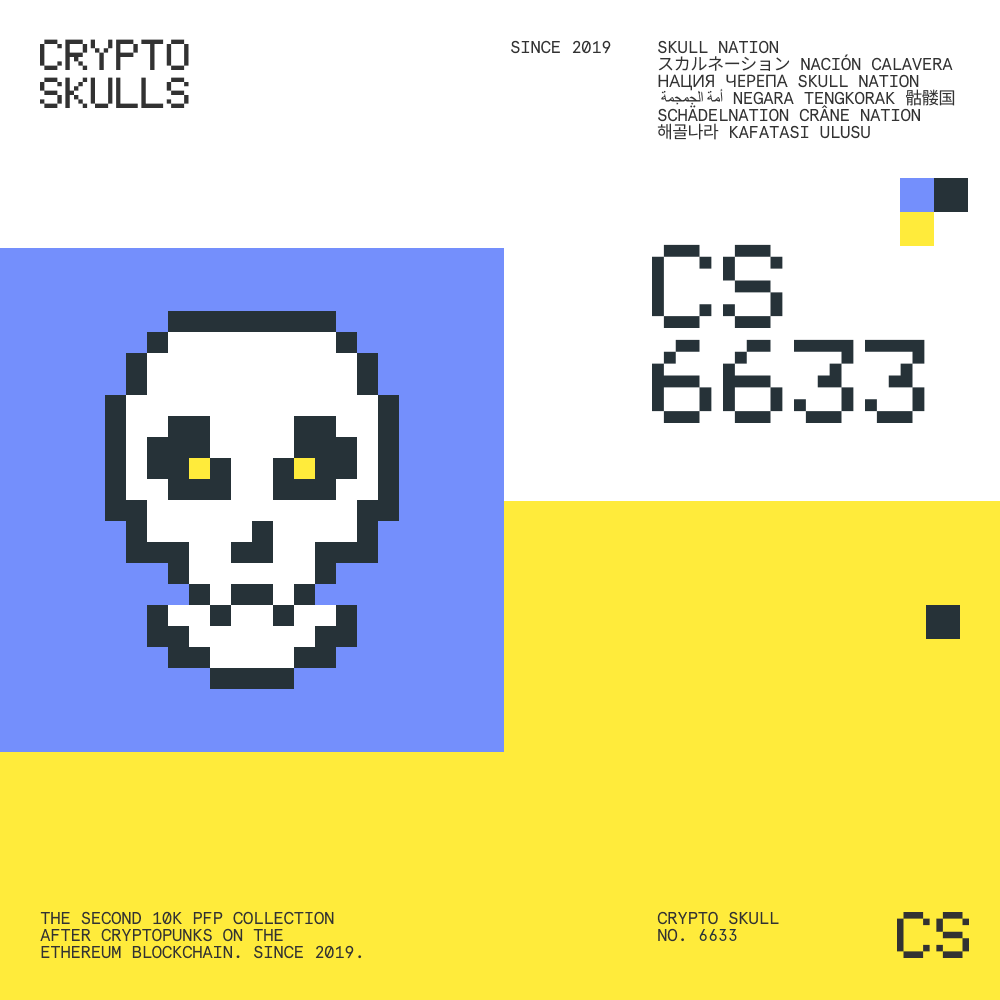 CRYPTO
SKULLS
SINCE 2019
SKULL NATION
スカルネーション NACIÓN CALAVERA
НАЦИЯ ЧЕРЕПА SKULL NATION
أمة الجمجمة NEGARA TENGKORAK 骷髅国
SCHÄDELNATION CRÂNE NATION
해골나라 KAFATASI ULUSU
CS
6633
THE SECOND 10K PFP COLLECTION
AFTER CRYPTOPUNKS ON THE
ETHEREUM BLOCKCHAIN. SINCE 2019.
CRYPTO SKULL
NO. 6633
CS